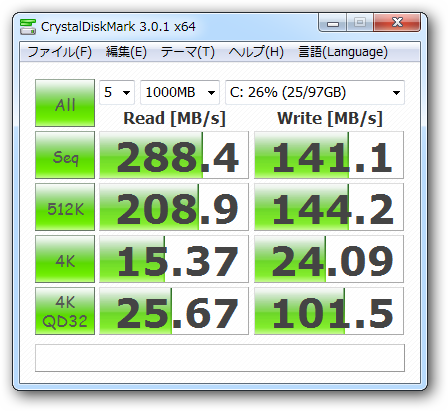 CrystalDiskMark 3.0.1 x64
ファイル(F) 編集(E) テーマ(T) ヘルプ(H) 言語(Language)
All 5 1000MB C: 26% (25/97GB)
Read [MB/s] Write [MB/s]
Seq 288.4 141.1
512K 208.9 144.2
4K 15.37 24.09
4K QD32 25.67 101.5